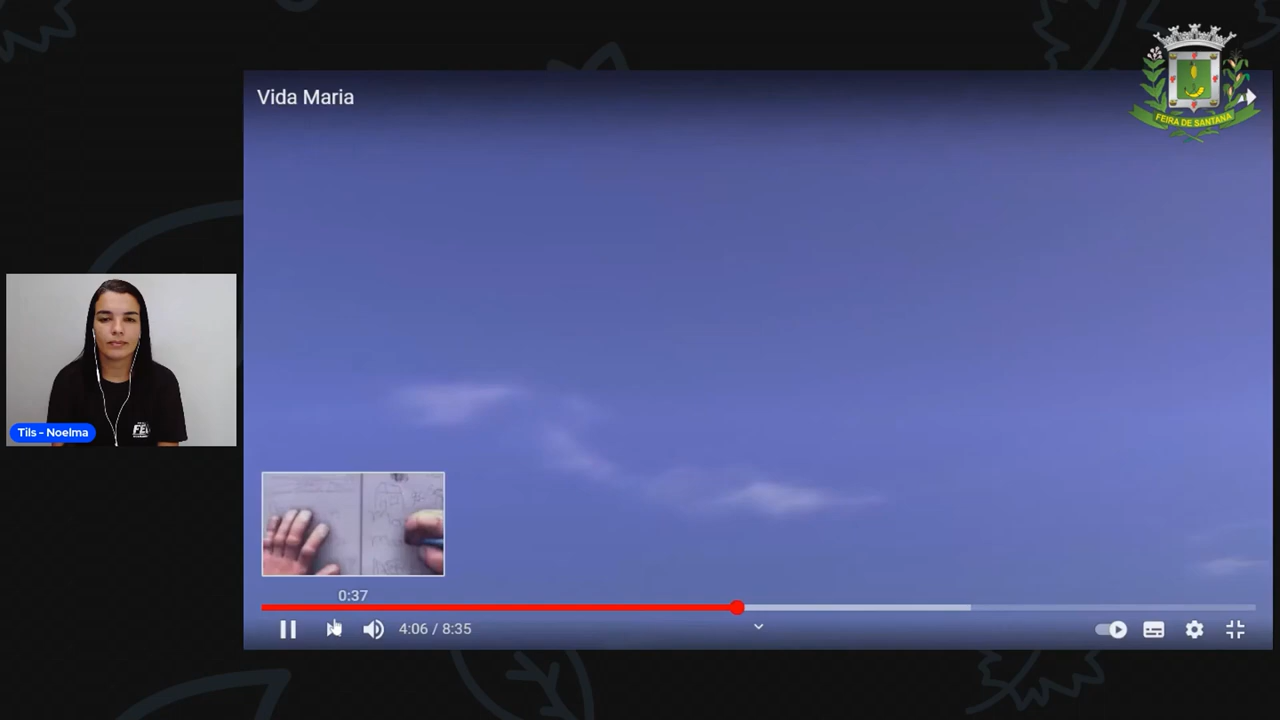 Vida Maria
FEIRA DE SANTANA
Tils - Noelma
0:37
4:06 / 8:35